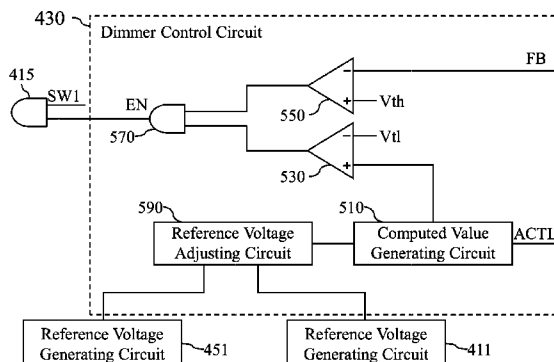 430
Dimmer Control Circuit
415
SW1
EN
570
550
Vth
FB
Vtl
530
590
510
Reference Voltage
Adjusting Circuit
Computed Value
Generating Circuit
ACTL
Reference Voltage
Generating Circuit
451
Reference Voltage
Generating Circuit
411